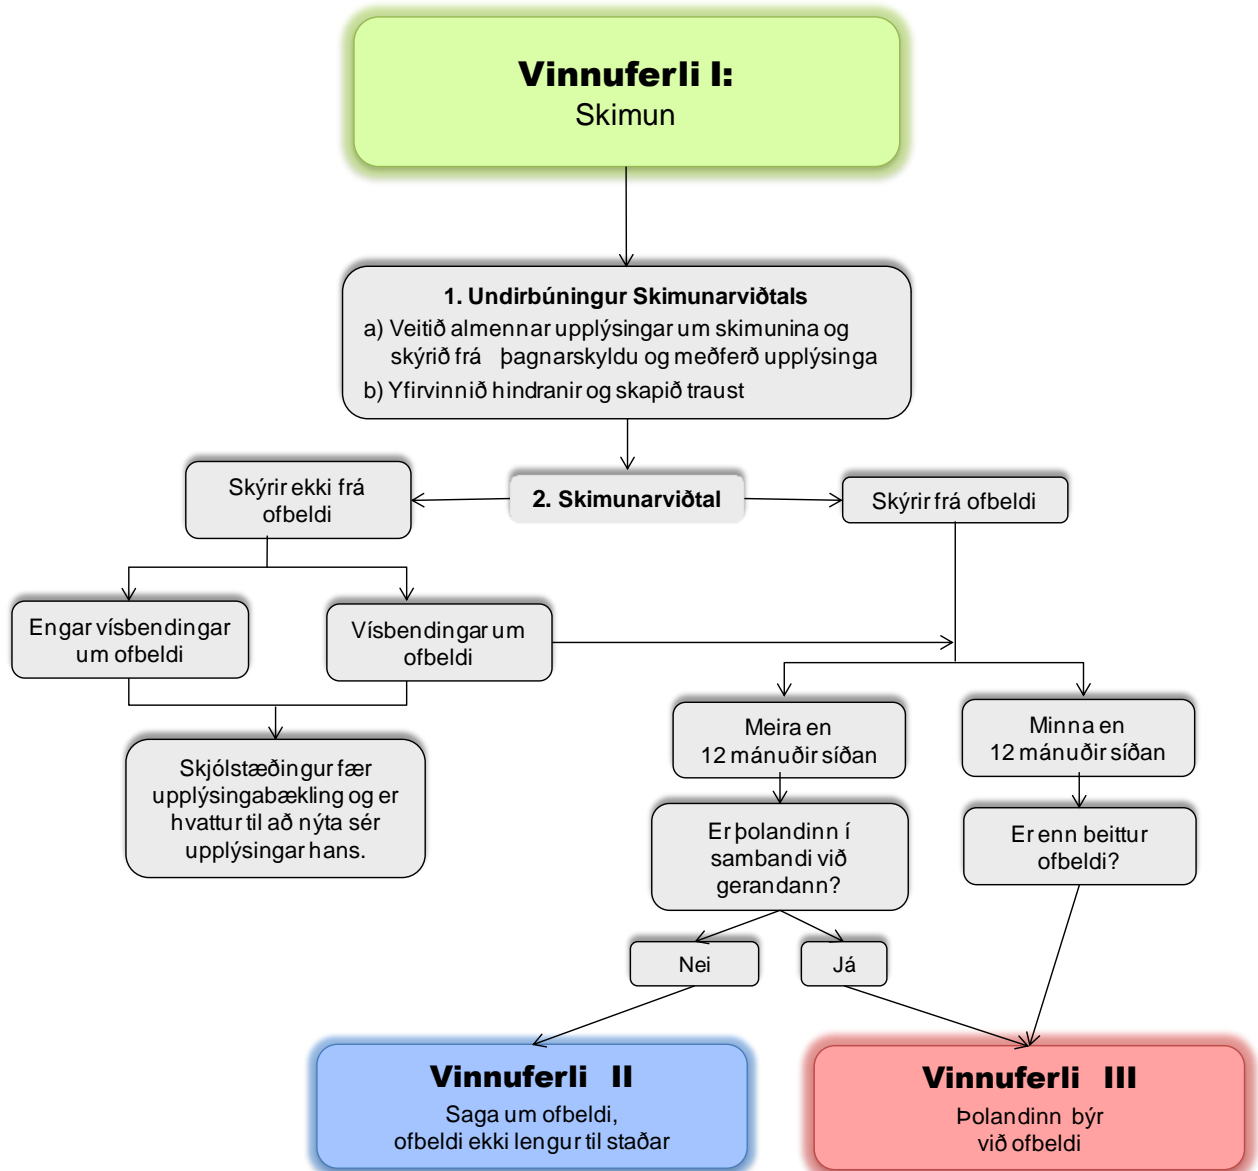 Vinnuferli I:
Skimun
1. Undirbúningur Skimunarviðtals
a) Veitið almennar upplýsingar um skimunina og
skýrið frá þagnarskyldu og meðferð upplýsinga
b) Yfirvinnið hindranir og skapið traust
Skýrir ekki frá
ofbeldi
2. Skimunarviðtal
Skýrir frá ofbeldi
Engar vísbendingar
um ofbeldi
Vísbendingar um
ofbeldi
Meira en
12 mánuðir síðan
Minna en
12 mánuðir síðan
Skjólstæðingur fær
upplýsingabækling og er
hvattur til að nýta sér
upplýsingar hans.
Er þolandinn í
sambandi við
gerandann?
Er enn beittur
ofbeldi?
Nei
Já
Vinnuferli II
Saga um ofbeldi,
ofbeldi ekki lengur til staðar
Vinnuferli III
Þolandinn býr
við ofbeldi